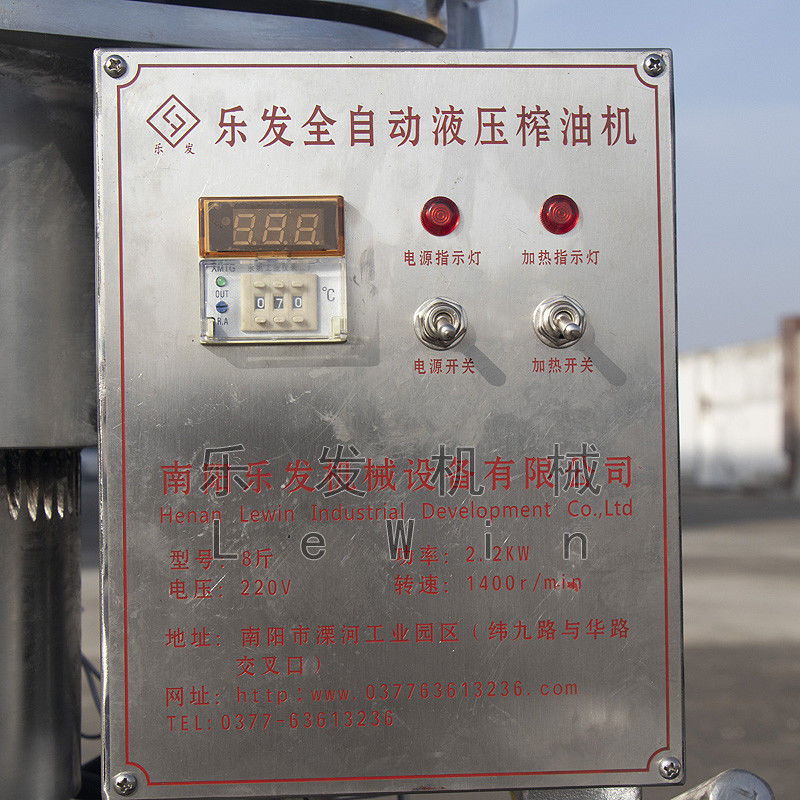 乐发全自动液压榨油机
乐发
888
XMTG
OUT
070
℃
R.A
电源指示灯
加热指示灯
电源开关
加热开关
南阳乐发机械设备有限公司
乐发机械
Henan Lewin Industrial Development Co.,Ltd
LeWin
型号：8斤
功率：2.2KW
电压：220V
转速：1400r/min
地址：南阳市溧河工业园区（纬九路与华路
交叉口）
网址：http:www.037763613236.com
TEL:0377-63613236